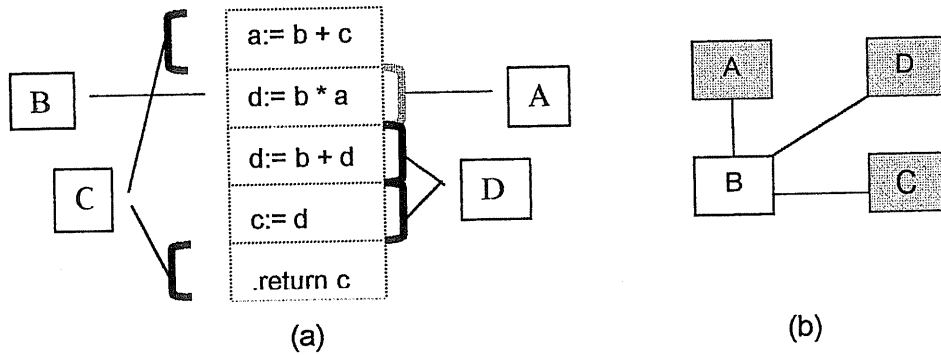 a:= b + c
B
d:= b * a
A
d:= b + d
C
D
c:= d
.return c
(a)
A
D
B
C
(b)